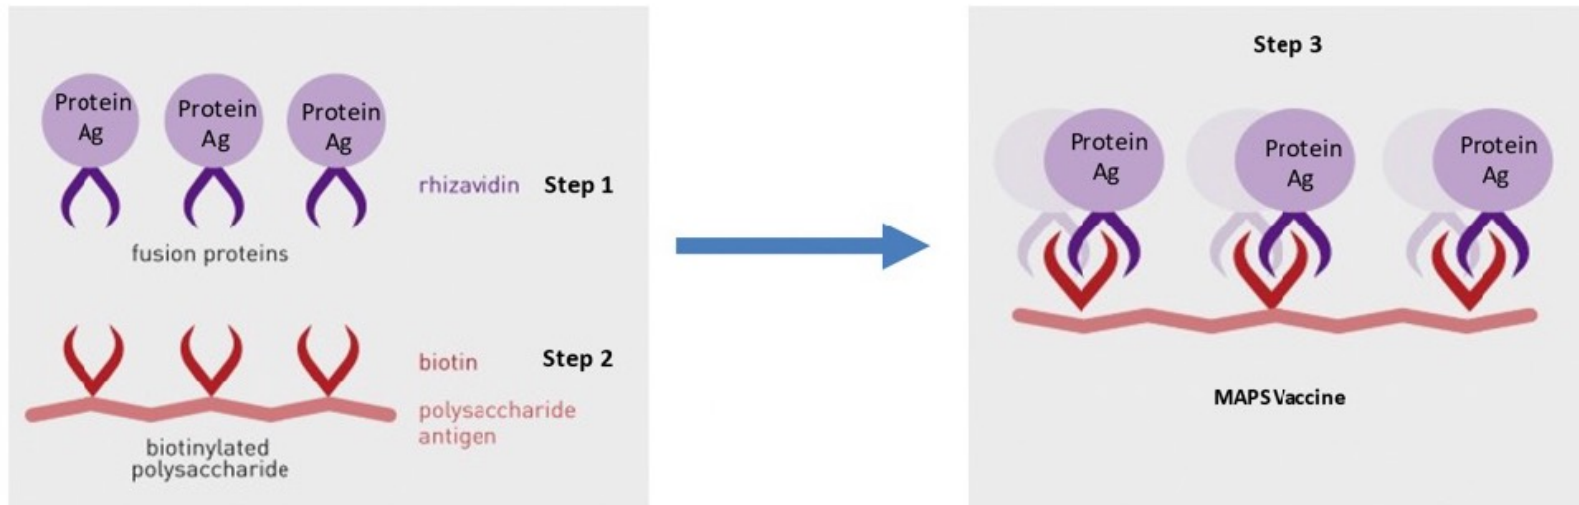 Protein
Ag
Protein
Ag
Protein
Ag
rhizavidin Step 1
fusion proteins
biotin Step 2
polysaccharide
antigen
biotinylated
polysaccharide
Step 3
Protein
Ag
Protein
Ag
Protein
Ag
MAPS Vaccine